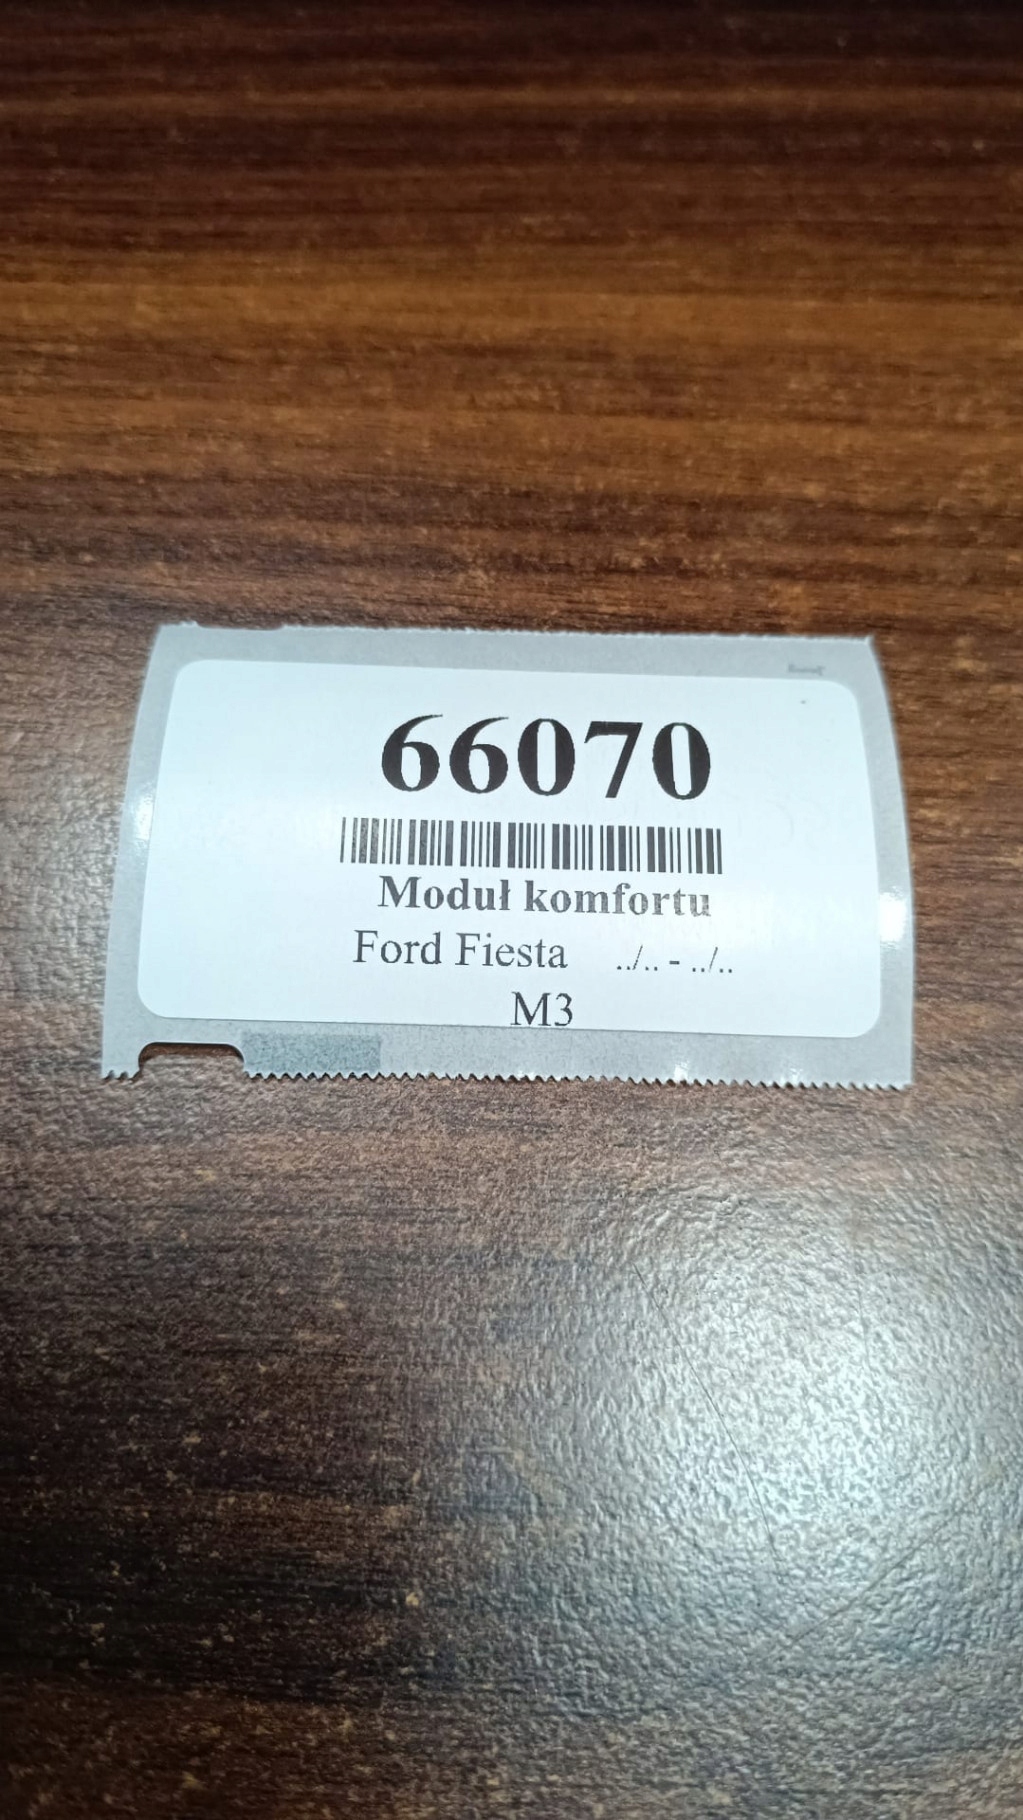 66070
Moduł komfortu
Ford Fiesta ../.. - ../..
M3